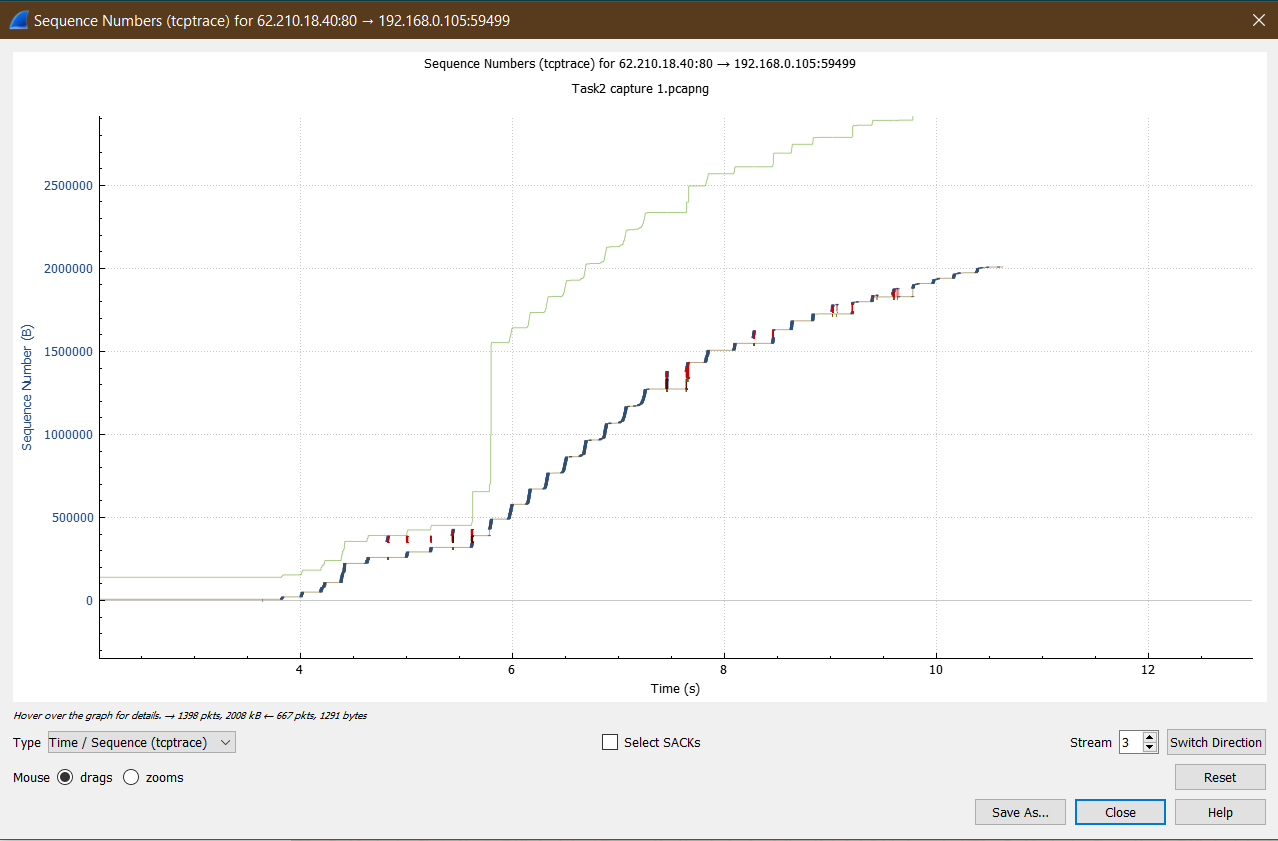 Sequence Numbers (tcptrace) for 62.210.18.40:80 → 192.168.0.105:59499
Sequence Numbers (tcptrace) for 62.210.18.40:80 → 192.168.0.105:59499
Task2 capture 1.pcapng
Sequence Number (B)
2500000
2000000
1500000
1000000
500000
0
4 6 8 10 12
Time (s)
Hover over the graph for details. → 1398 pkts, 2008 kB ← 667 pkts, 1291 bytes
Type Time / Sequence (tcptrace) Select SACKs Stream 3 Switch Direction
Mouse drags zooms Reset
Save As... Close Help